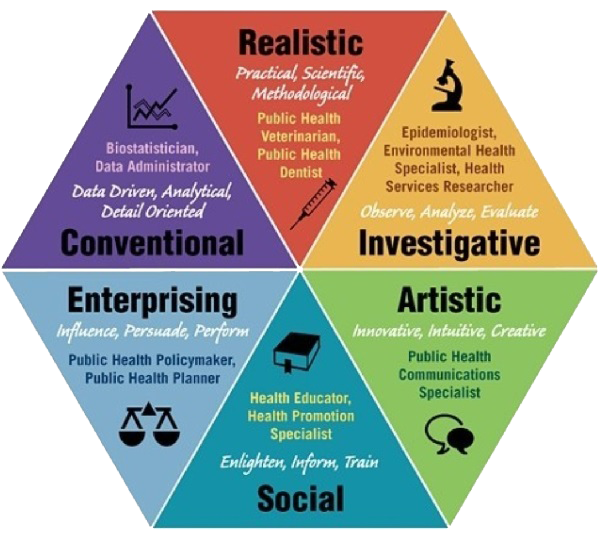 Realistic
Practical, Scientific,
Methodological
Public Health
Veterinarian,
Public Health
Dentist
Biostatistician,
Data Administrator
Data Driven, Analytical,
Detail Oriented
Conventional
Epidemiologist,
Environmental Health
Specialist, Health
Services Researcher
Observe, Analyze, Evaluate
Investigative
Enterprising
Influence, Persuade, Perform
Public Health Policymaker,
Public Health Planner
Health Educator,
Health Promotion
Specialist
Enlighten, Inform, Train
Social
Artistic
Innovative, Intuitive, Creative
Public Health
Communications
Specialist